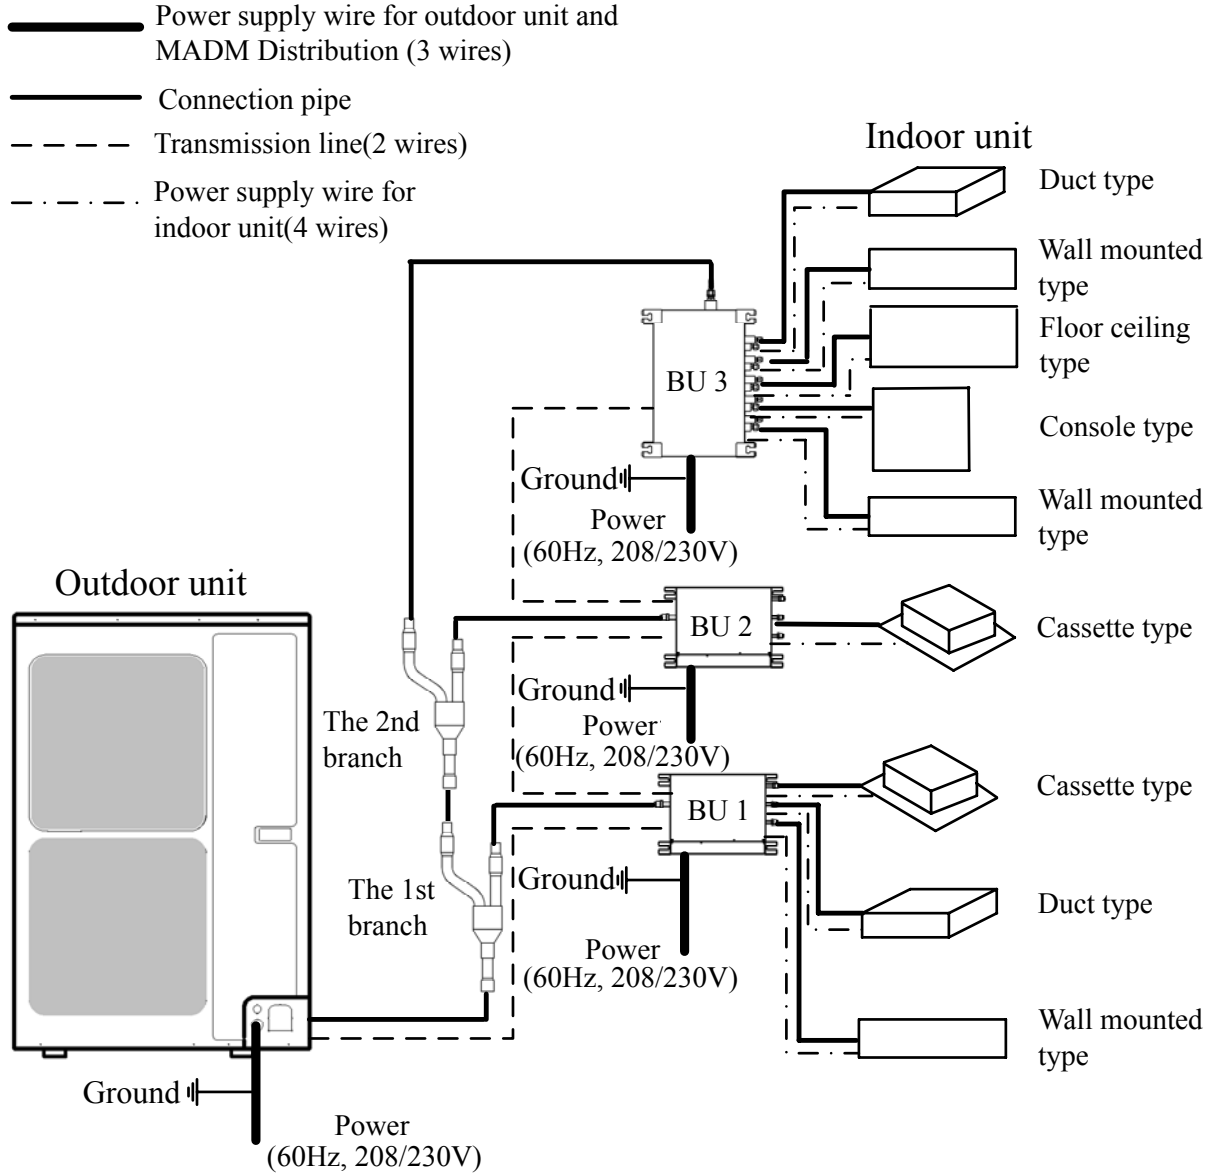 Power supply wire for outdoor unit and
MADM Distribution (3 wires)
Connection pipe
Transmission line(2 wires)
Power supply wire for
indoor unit(4 wires)
Indoor unit
Duct type
Wall mounted
type
Floor ceiling
type
Console type
Wall mounted
type
BU 3
Ground
Power
(60Hz, 208/230V)
Outdoor unit
BU 2
Cassette type
Ground
Power
(60Hz, 208/230V)
The 2nd
branch
BU 1
Cassette type
Ground
The 1st
branch
Duct type
Power
(60Hz, 208/230V)
Wall mounted
type
Ground
Power
(60Hz, 208/230V)